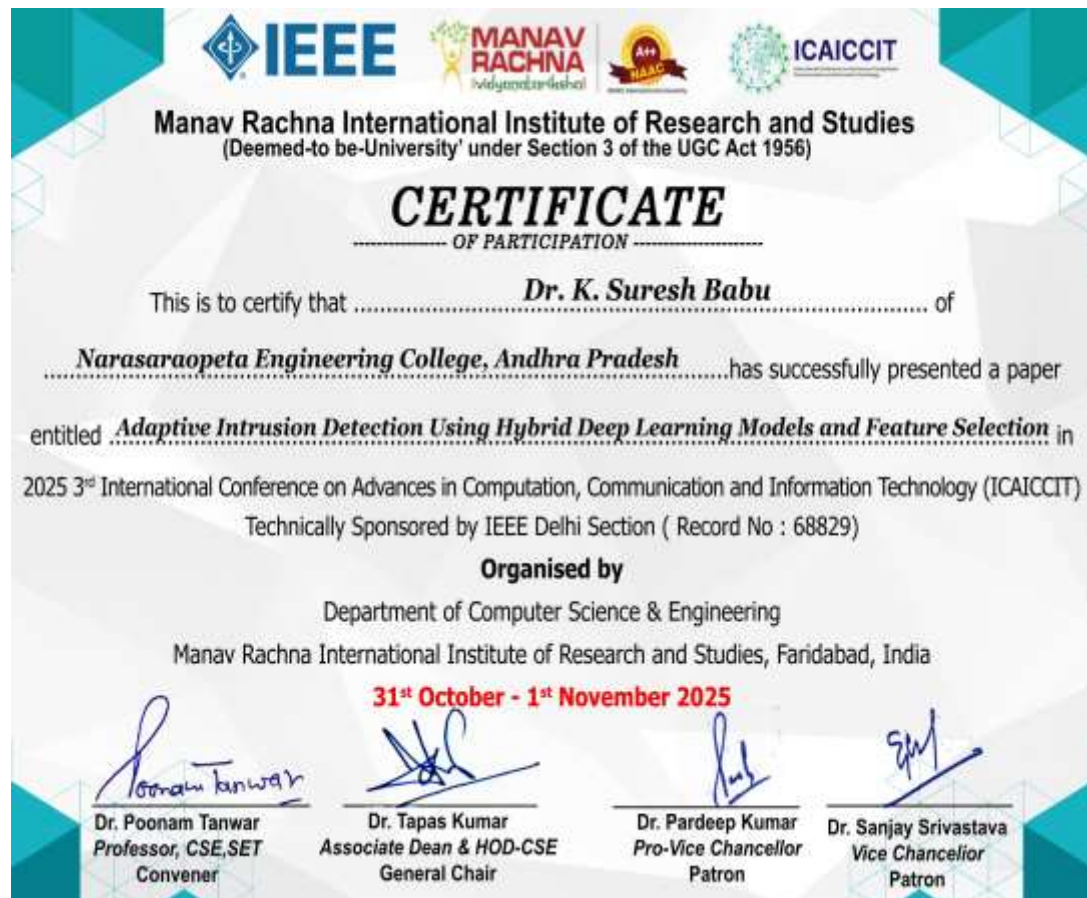 IEEE
MANAV
RACHNA
vidyanatariksha
A++
NAAC
ICAICCIT
Manav Rachna International Institute of Research and Studies
(Deemed-to be-University' under Section 3 of the UGC Act 1956)
CERTIFICATE
OF PARTICIPATION
This is to certify that Dr. K. Suresh Babu of
Narasaraopeta Engineering College, Andhra Pradesh has successfully presented a paper
entitled Adaptive Intrusion Detection Using Hybrid Deep Learning Models and Feature Selection in
2025 3rd International Conference on Advances in Computation, Communication and Information Technology (ICAICCIT)
Technically Sponsored by IEEE Delhi Section ( Record No : 68829)
Organised by
Department of Computer Science & Engineering
Manav Rachna International Institute of Research and Studies, Faridabad, India
31st October - 1st November 2025
Poonam Tanwar
Dr. Poonam Tanwar
Professor, CSE,SET
Convener
Dr. Tapas Kumar
Associate Dean & HOD-CSE
General Chair
Dr. Pardeep Kumar
Pro-Vice Chancellor
Patron
Dr. Sanjay Srivastava
Vice Chancellor
Patron